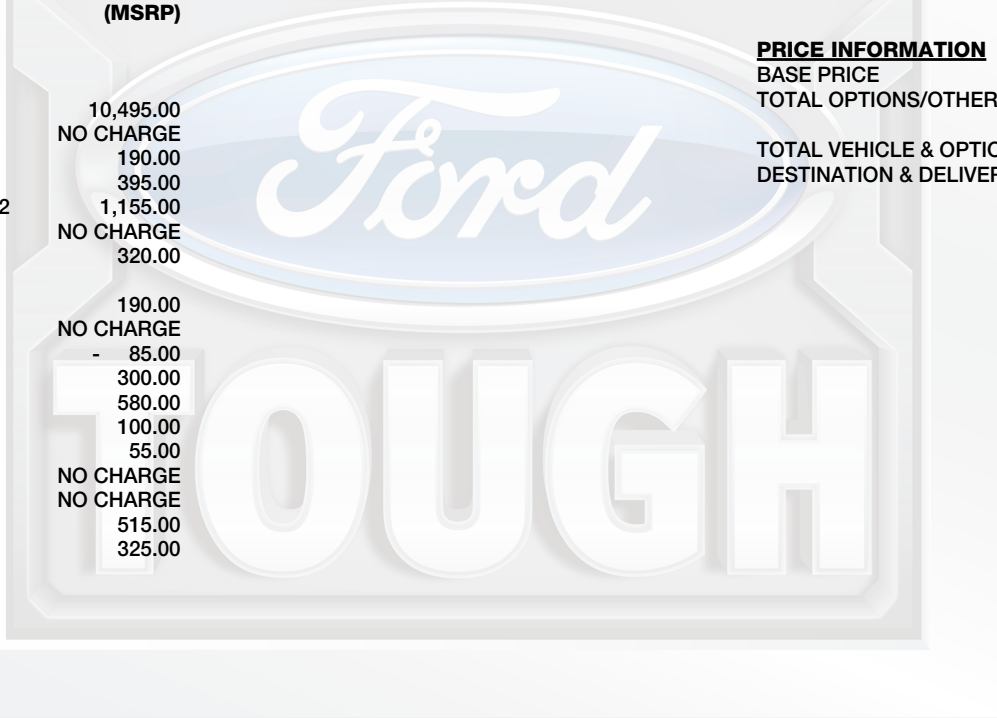 (MSRP)
10,495.00
NO CHARGE
190.00
395.00
2 1,155.00
NO CHARGE
320.00
190.00
NO CHARGE
- 85.00
300.00
580.00
100.00
55.00
NO CHARGE
NO CHARGE
515.00
325.00
PRICE INFORMATION
BASE PRICE
TOTAL OPTIONS/OTHER
TOTAL VEHICLE & OPTIO
DESTINATION & DELIVER
Ford
TOUGH